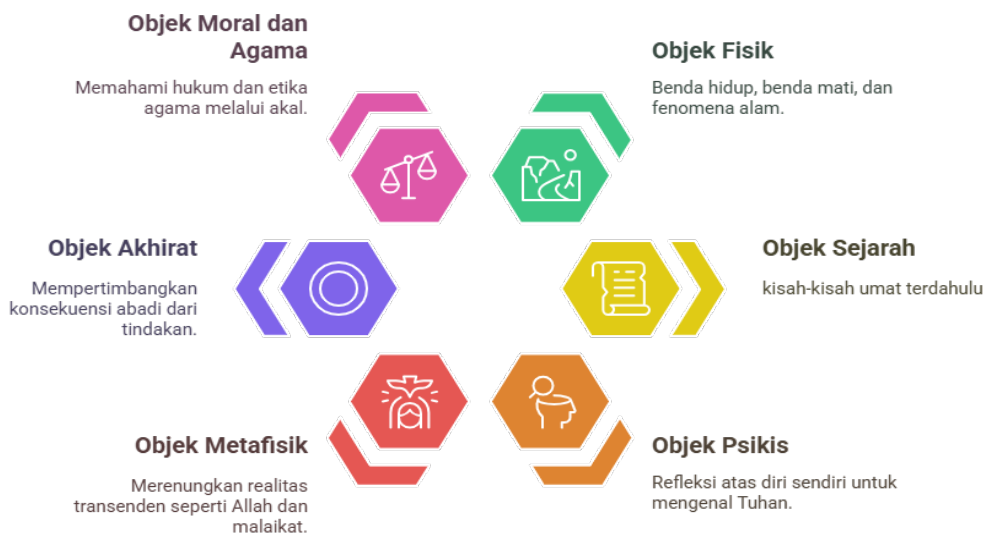 Objek Moral dan
Agama
Memahami hukum dan etika
agama melalui akal.
Objek Fisik
Benda hidup, benda mati, dan
fenomena alam.
Objek Akhirat
Mempertimbangkan
konsekuensi abadi dari
tindakan.
Objek Sejarah
kisah-kisah umat terdahulu
Objek Metafisik
Merenungkan realitas
transenden seperti Allah dan
malaikat.
Objek Psikis
Refleksi atas diri sendiri untuk
mengenal Tuhan.